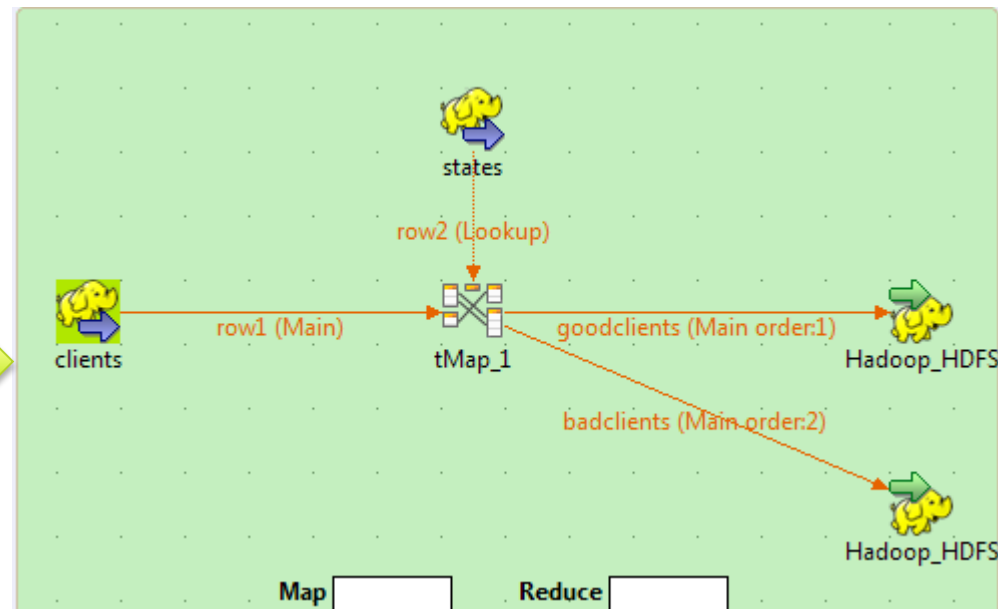 states
row2 (Lookup)
row1 (Main)
goodclients (Main order:1)
clients
tMap_1
Hadoop_HDFS
badclients (Main order:2)
Hadoop_HDFS
Map
Reduce